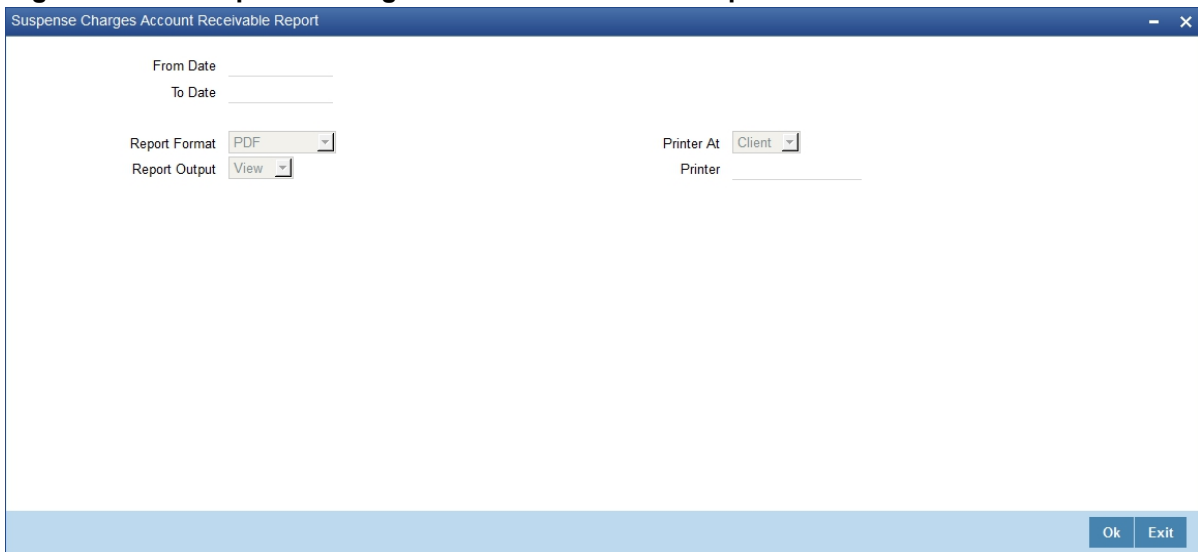 Suspense Charges Account Receivable Report
From Date
To Date
Report Format PDF Printer At Client
Report Output View Printer
Ok Exit